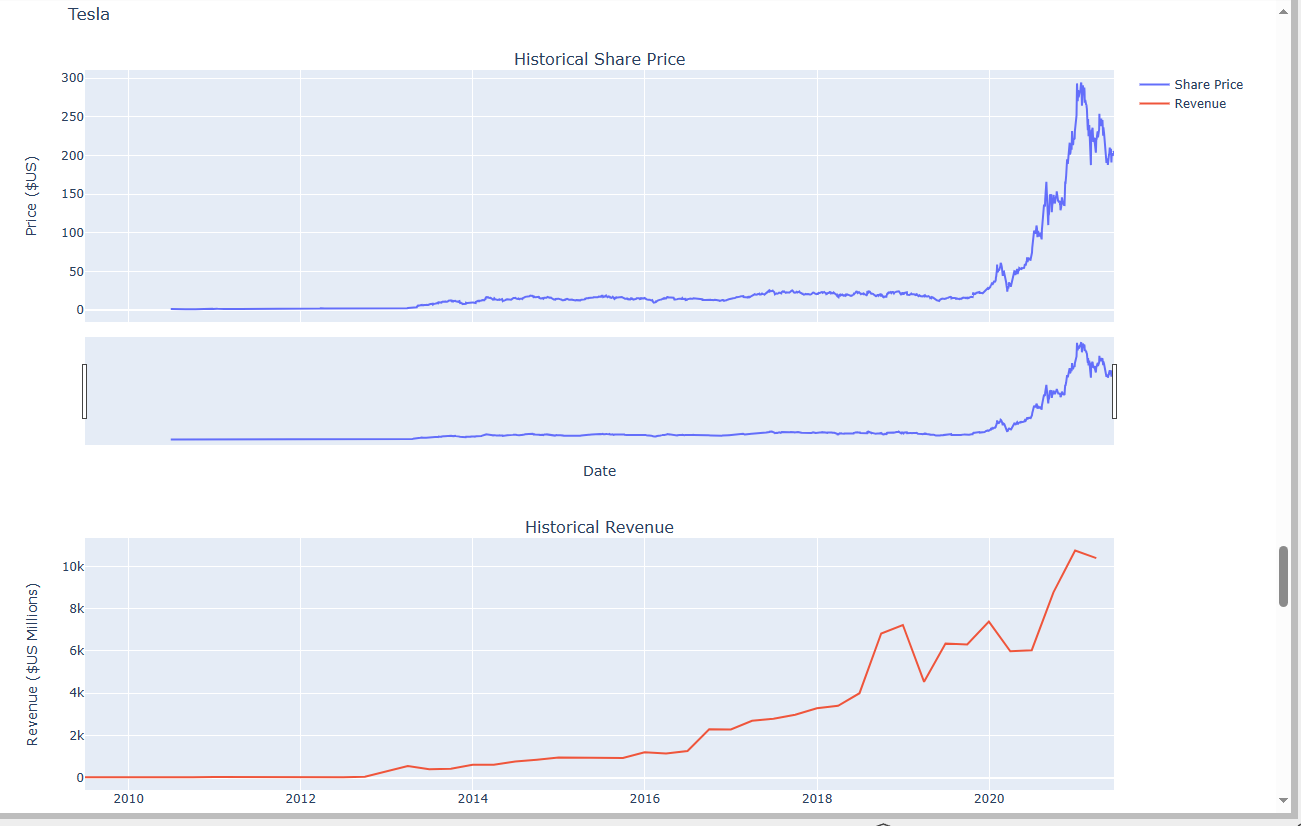 Tesla
Historical Share Price
300
250
200
150
100
50
0
Price ($US)
Share Price
Revenue
Date
Historical Revenue
10k
8k
6k
4k
2k
0
Revenue ($US Millions)
2010 2012 2014 2016 2018 2020